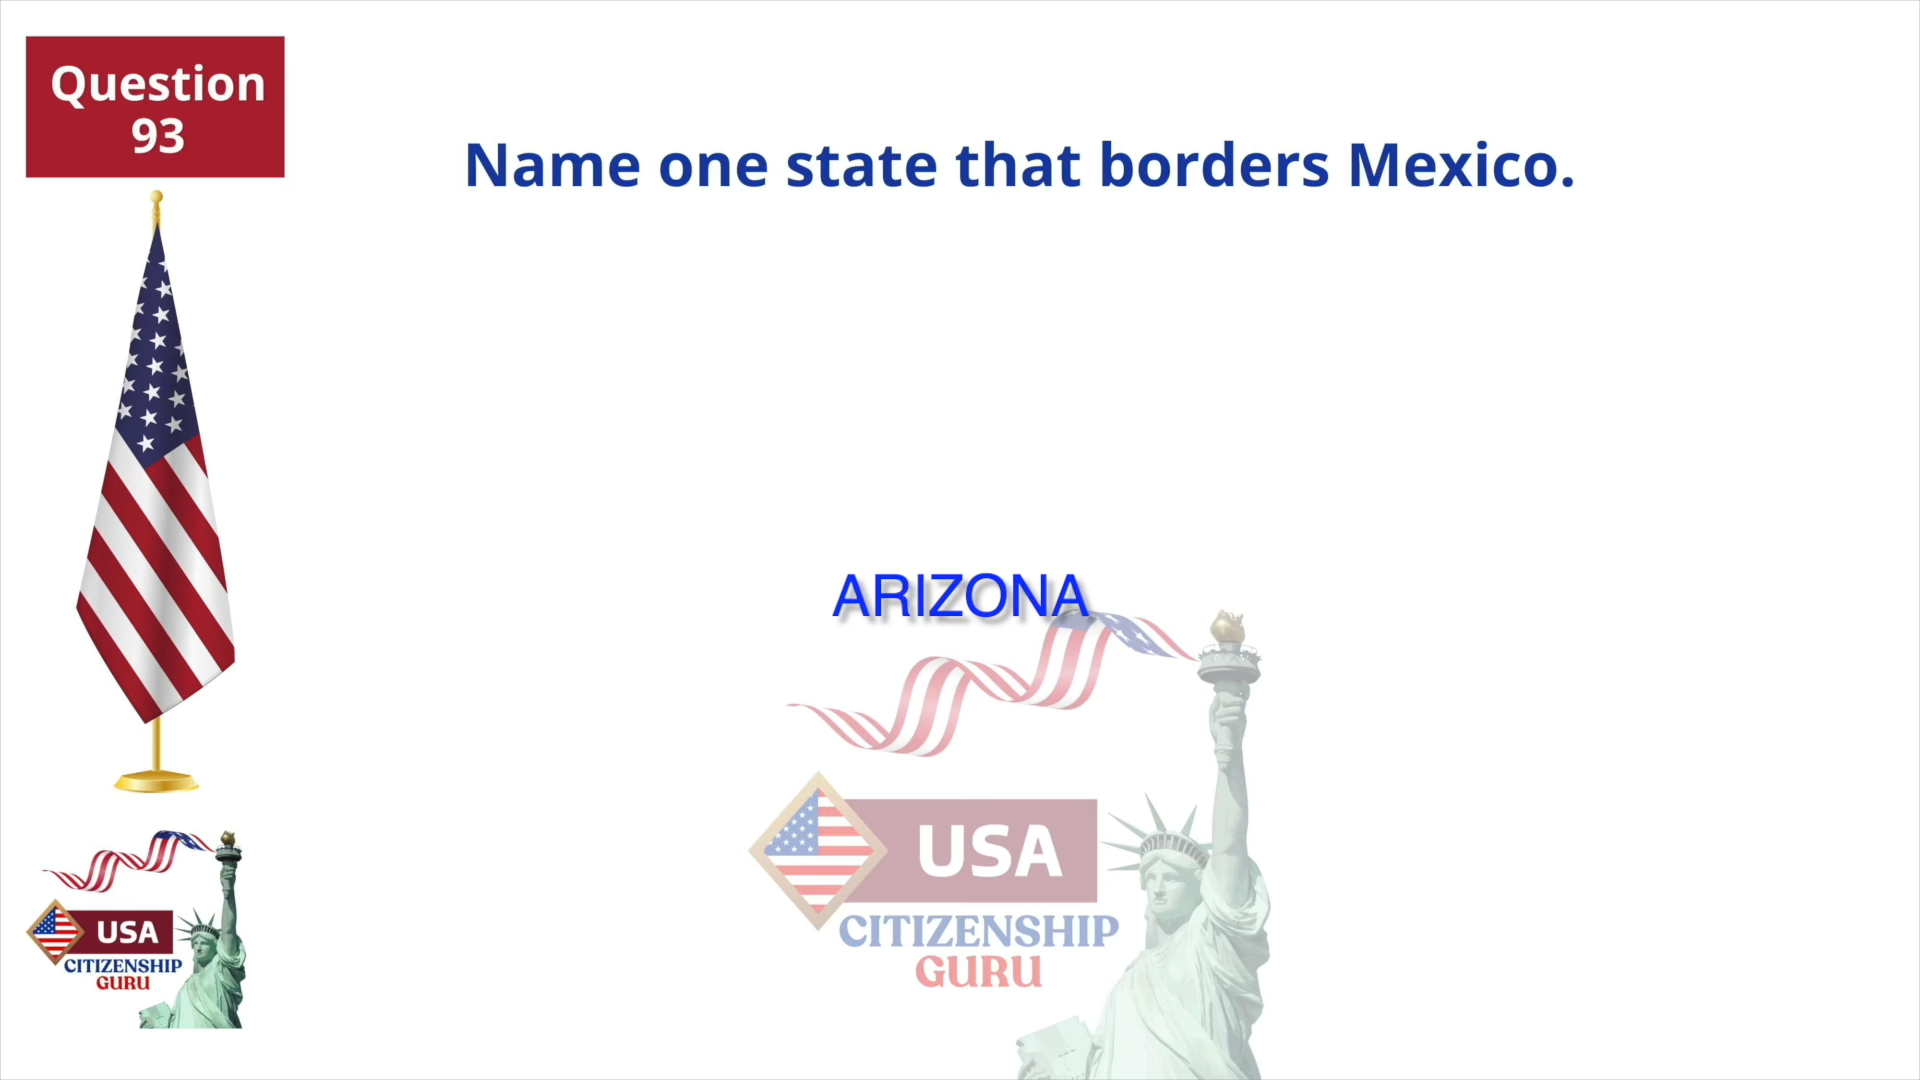 Question
93
Name one state that borders Mexico.
ARIZONA
USA
CITIZENSHIP
GURU
USA
CITIZENSHIP
GURU